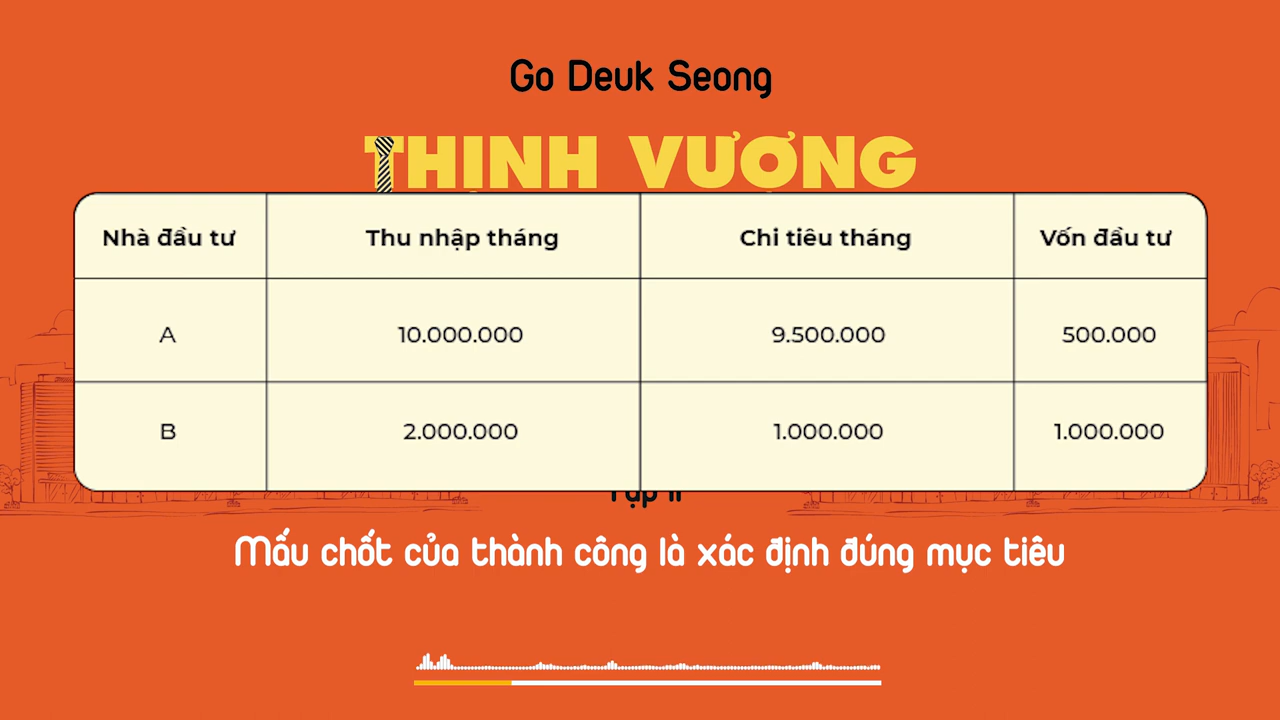 Go Deuk Seong
THỊNH VƯỢNG
Nhà đầu tư Thu nhập tháng Chi tiêu tháng Vốn đầu tư
A 10.000.000 9.500.000 500.000
B 2.000.000 1.000.000 1.000.000
Mấu chốt của thành công là xác định đúng mục tiêu